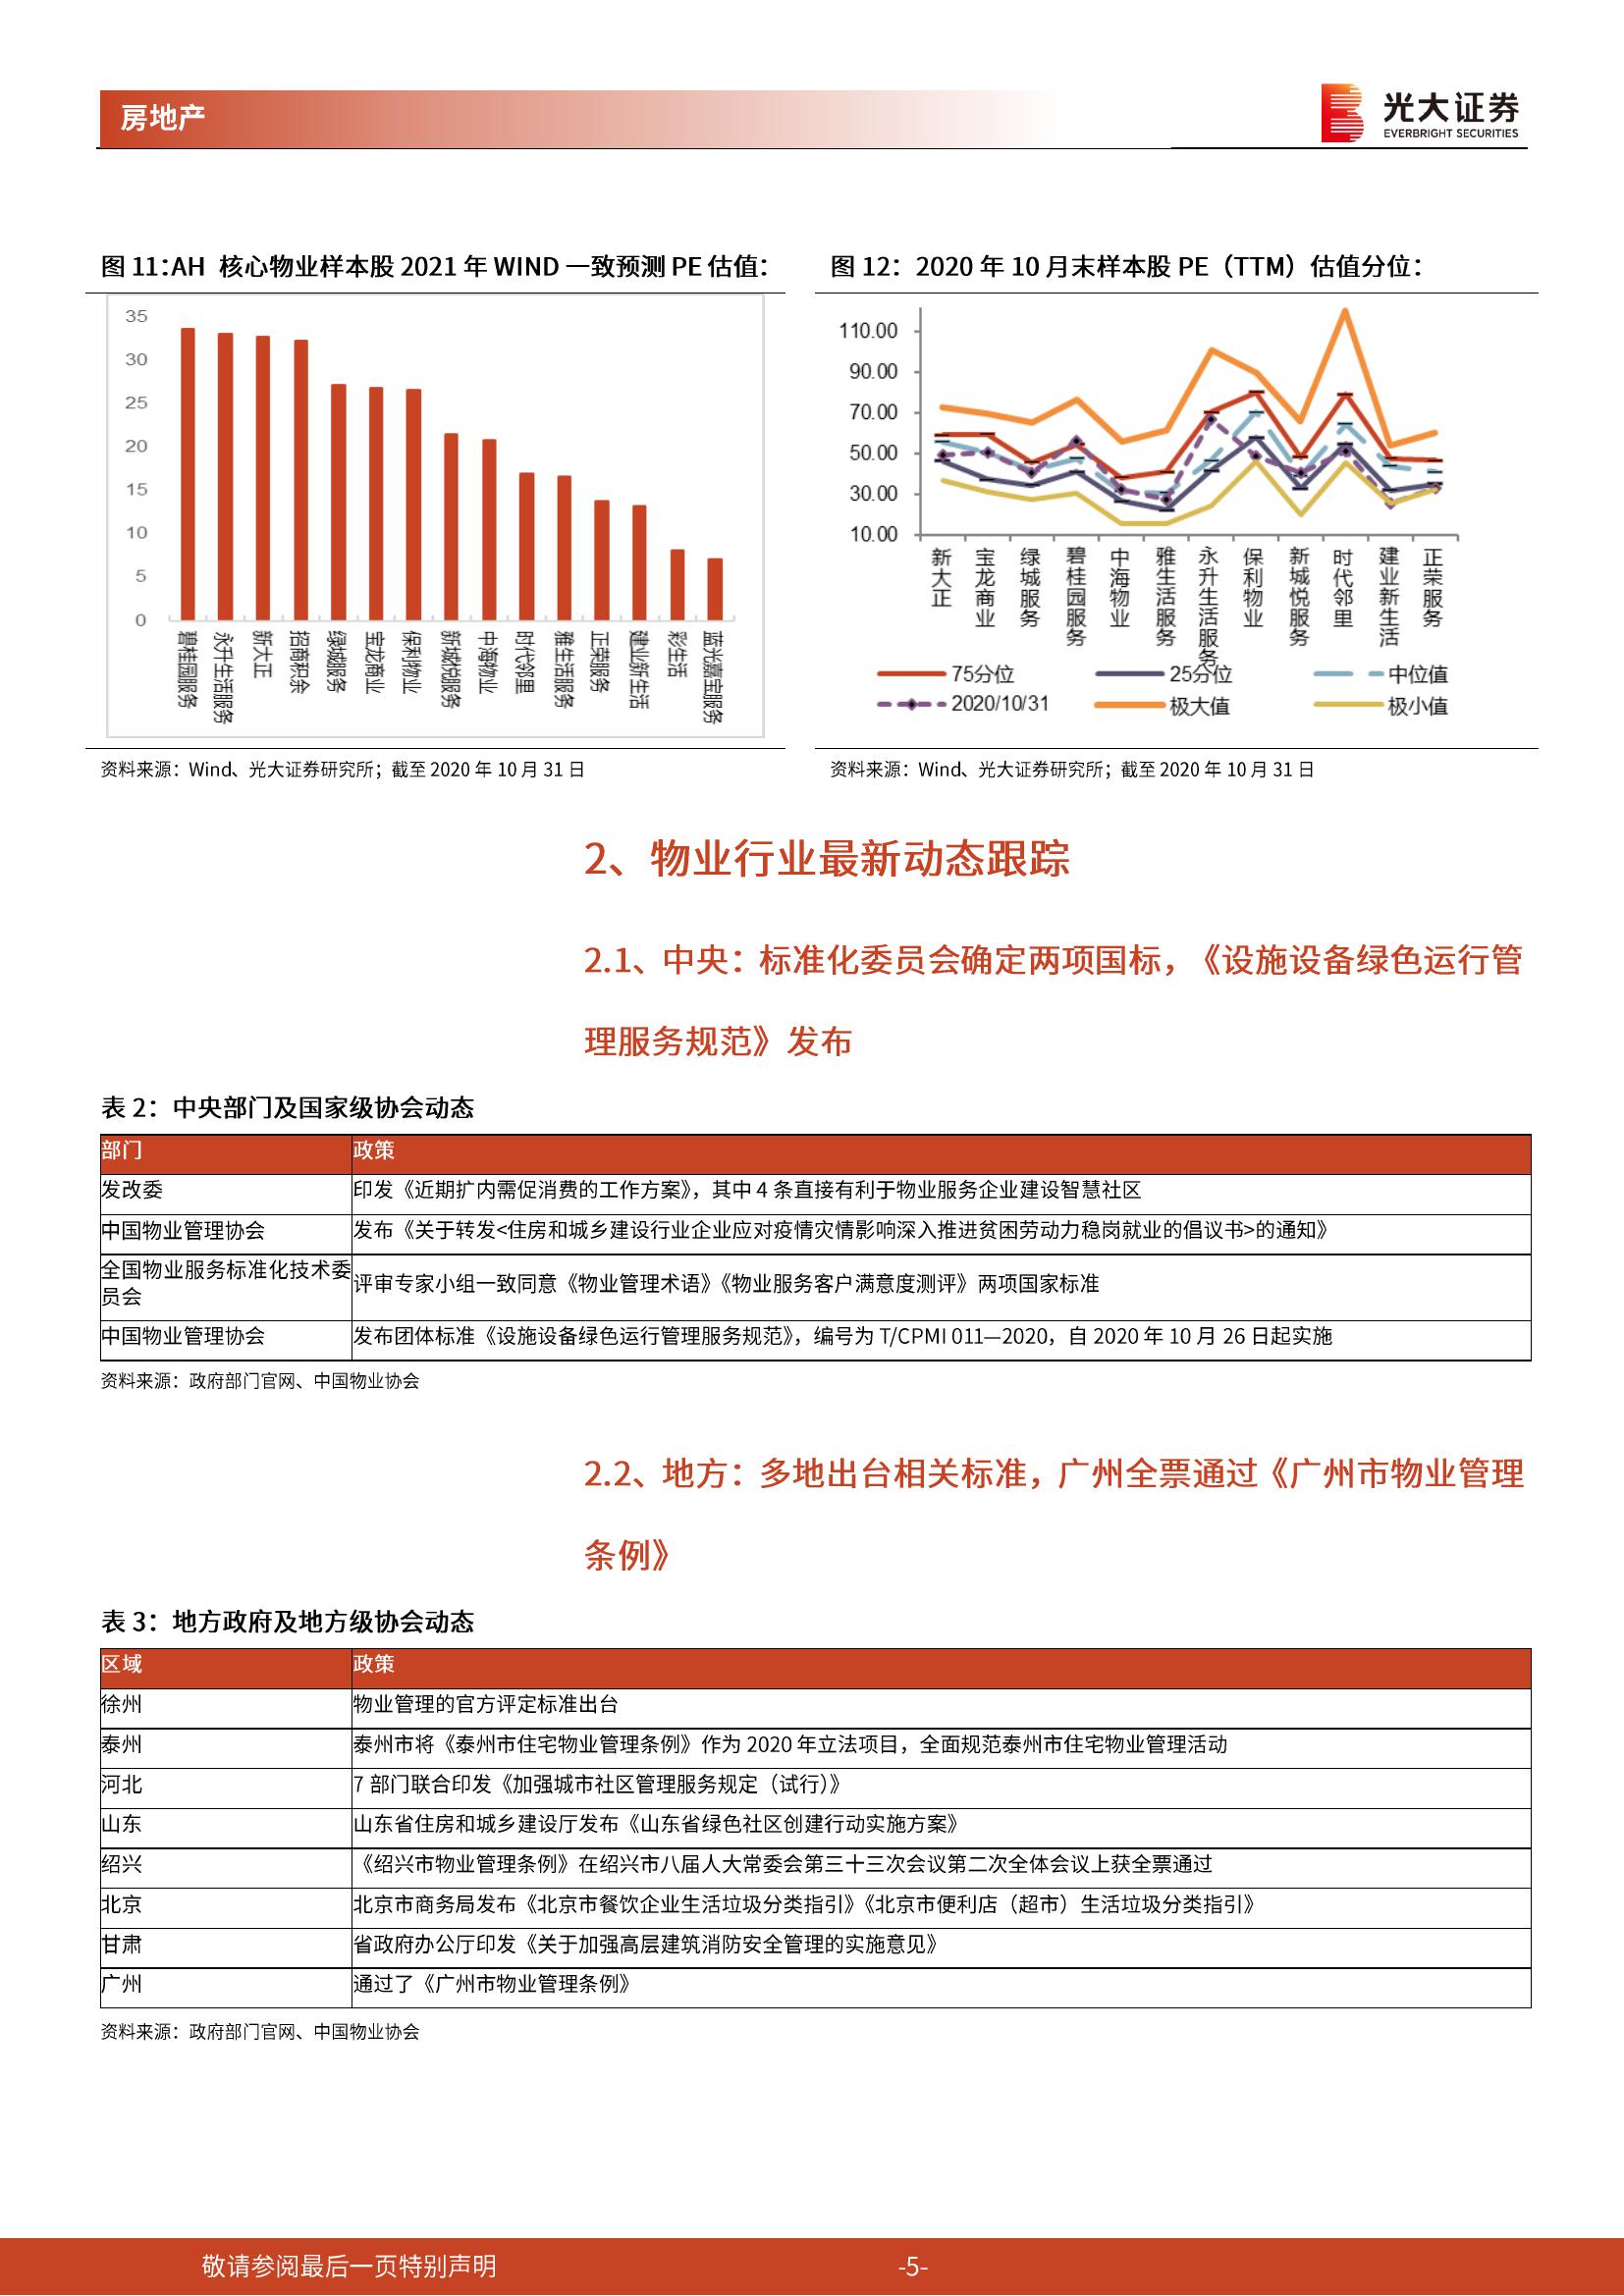 房地产
光大证券
EVERBRIGHT SECURITIES
图 11:AH 核心物业样本股 2021 年 WIND 一致预测 PE 估值：
35
30
25
20
15
10
5
0
碧桂园服务
永升生活服务
新大正
招商积余
绿城服务
宝龙商业
保利物业
新城悦服务
中海物业
时代邻里
雅生活服务
正荣服务
建业新生活
彩生活
蓝光嘉宝服务
资料来源：Wind、光大证券研究所；截至 2020 年 10 月 31 日
图 12：2020 年 10 月末样本股 PE（TTM）估值分位：
110.00
90.00
70.00
50.00
30.00
10.00
新大正
宝龙商业
绿城服务
碧桂园服务
中海物业
雅生活服务
永升生活服务
保利物业
新城悦服务
时代邻里
建业新生活
正荣服务
75分位
25分位
中位值
2020/10/31
极大值
极小值
资料来源：Wind、光大证券研究所；截至 2020 年 10 月 31 日
2、物业行业最新动态跟踪
2.1、中央：标准化委员会确定两项国标，《设施设备绿色运行管
理服务规范》发布
表 2：中央部门及国家级协会动态
部门 政策
发改委 印发《近期扩内需促消费的工作方案》，其中 4 条直接有利于物业服务企业建设智慧社区
中国物业管理协会 发布《关于转发<住房和城乡建设行业企业应对疫情灾情影响深入推进贫困劳动力稳岗就业的倡议书>的通知》
全国物业服务标准化技术委
员会 评审专家小组一致同意《物业管理术语》《物业服务客户满意度测评》两项国家标准
中国物业管理协会 发布团体标准《设施设备绿色运行管理服务规范》，编号为 T/CPMI 011—2020，自 2020 年 10 月 26 日起实施
资料来源：政府部门官网、中国物业协会
2.2、地方：多地出台相关标准，广州全票通过《广州市物业管理
条例》
表 3：地方政府及地方级协会动态
区域 政策
徐州 物业管理的官方评定标准出台
泰州 泰州市将《泰州市住宅物业管理条例》作为 2020 年立法项目，全面规范泰州市住宅物业管理活动
河北 7 部门联合印发《加强城市社区管理服务规定（试行）》
山东 山东省住房和城乡建设厅发布《山东省绿色社区创建行动实施方案》
绍兴 《绍兴市物业管理条例》在绍兴市八届人大常委会第三十三次会议第二次全体会议上获全票通过
北京 北京市商务局发布《北京市餐饮企业生活垃圾分类指引》《北京市便利店（超市）生活垃圾分类指引》
甘肃 省政府办公厅印发《关于加强高层建筑消防安全管理的实施意见》
广州 通过了《广州市物业管理条例》
资料来源：政府部门官网、中国物业协会
敬请参阅最后一页特别声明
-5-